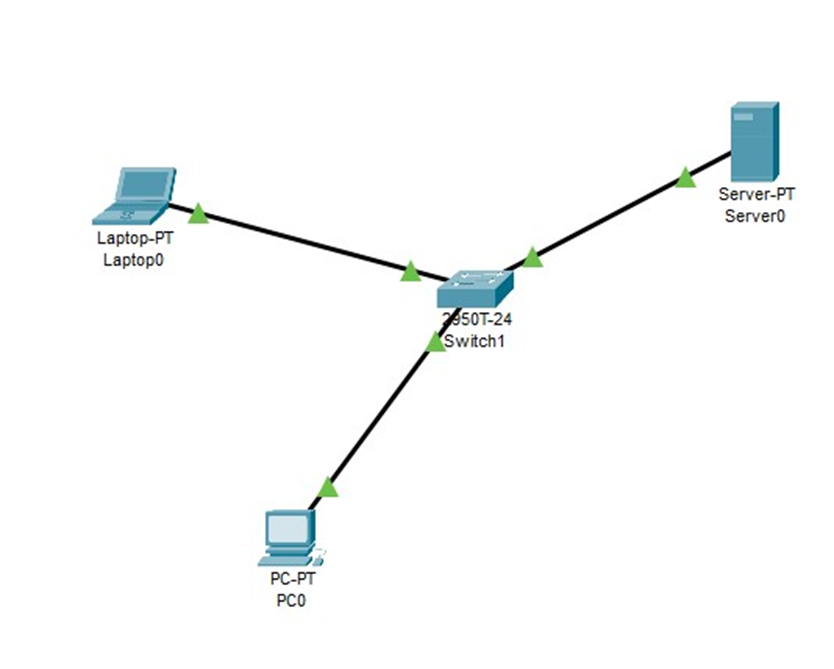 Server-PT
Server0
Laptop-PT
Laptop0
2950T-24
Switch1
PC-PT
PC0